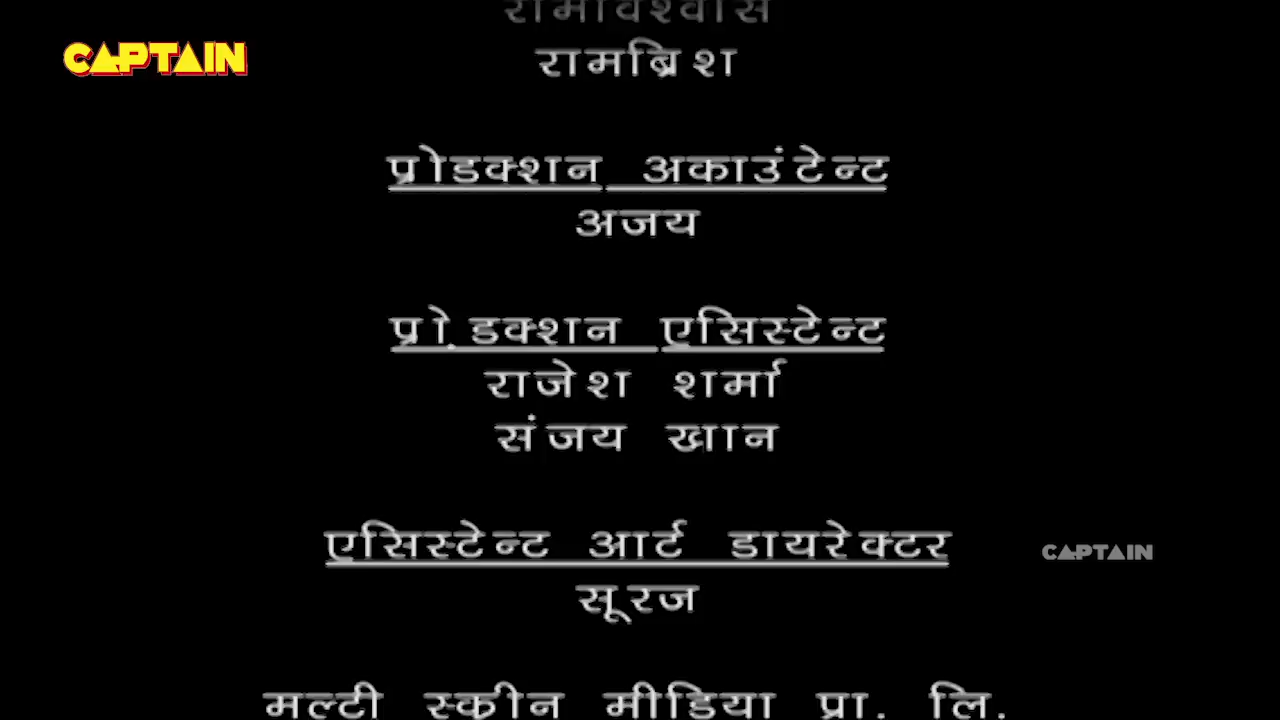 CAPTAIN
रामब्रिश
प्रोडक्शन अकाउंटेन्ट
अजय
प्रो.डक्शन एसिस्टेन्ट
राजेश शर्मा
संजय खान
एसिस्टेन्ट आर्ट डायरेक्टर
CAPTAIN
सूरज
मल्टी स्क्रीन मीडिया प्रा. लि.